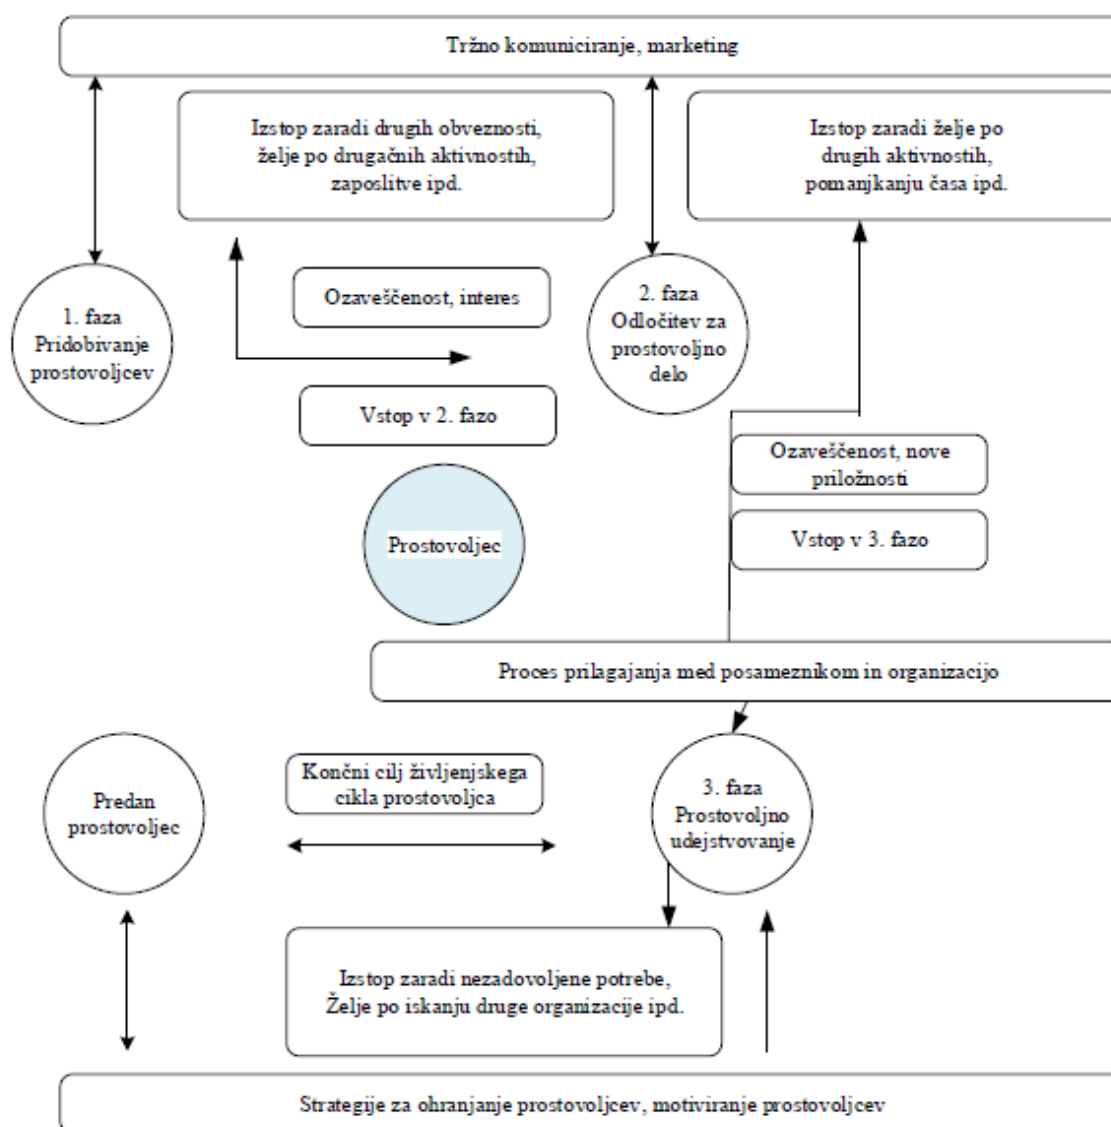 Tržno komuniciranje, marketing
Izstop zaradi drugih obveznosti,
želje po drugačnih aktivnostih,
zaposlitve ipd.
Izstop zaradi želje po
drugih aktivnostih,
pomanjkanju časa ipd.
1. faza
Pridobivanje
prostovoljcev
Ozaveščenost, interes
2. faza
Odločitev za
prostovoljno
delo
Vstop v 2. fazo
Ozaveščenost, nove
priložnosti
Vstop v 3. fazo
Prostovoljec
Proces prilagajanja med posameznikom in organizacijo
Predan
prostovoljec
Končni cilj življenjskega
cikla prostovoljca
3. faza
Prostovoljno
udejstvovanje
Izstop zaradi nezadovoljene potrebe,
Želje po iskanju druge organizacije ipd.
Strategije za ohranjanje prostovoljcev, motiviranje prostovoljcev